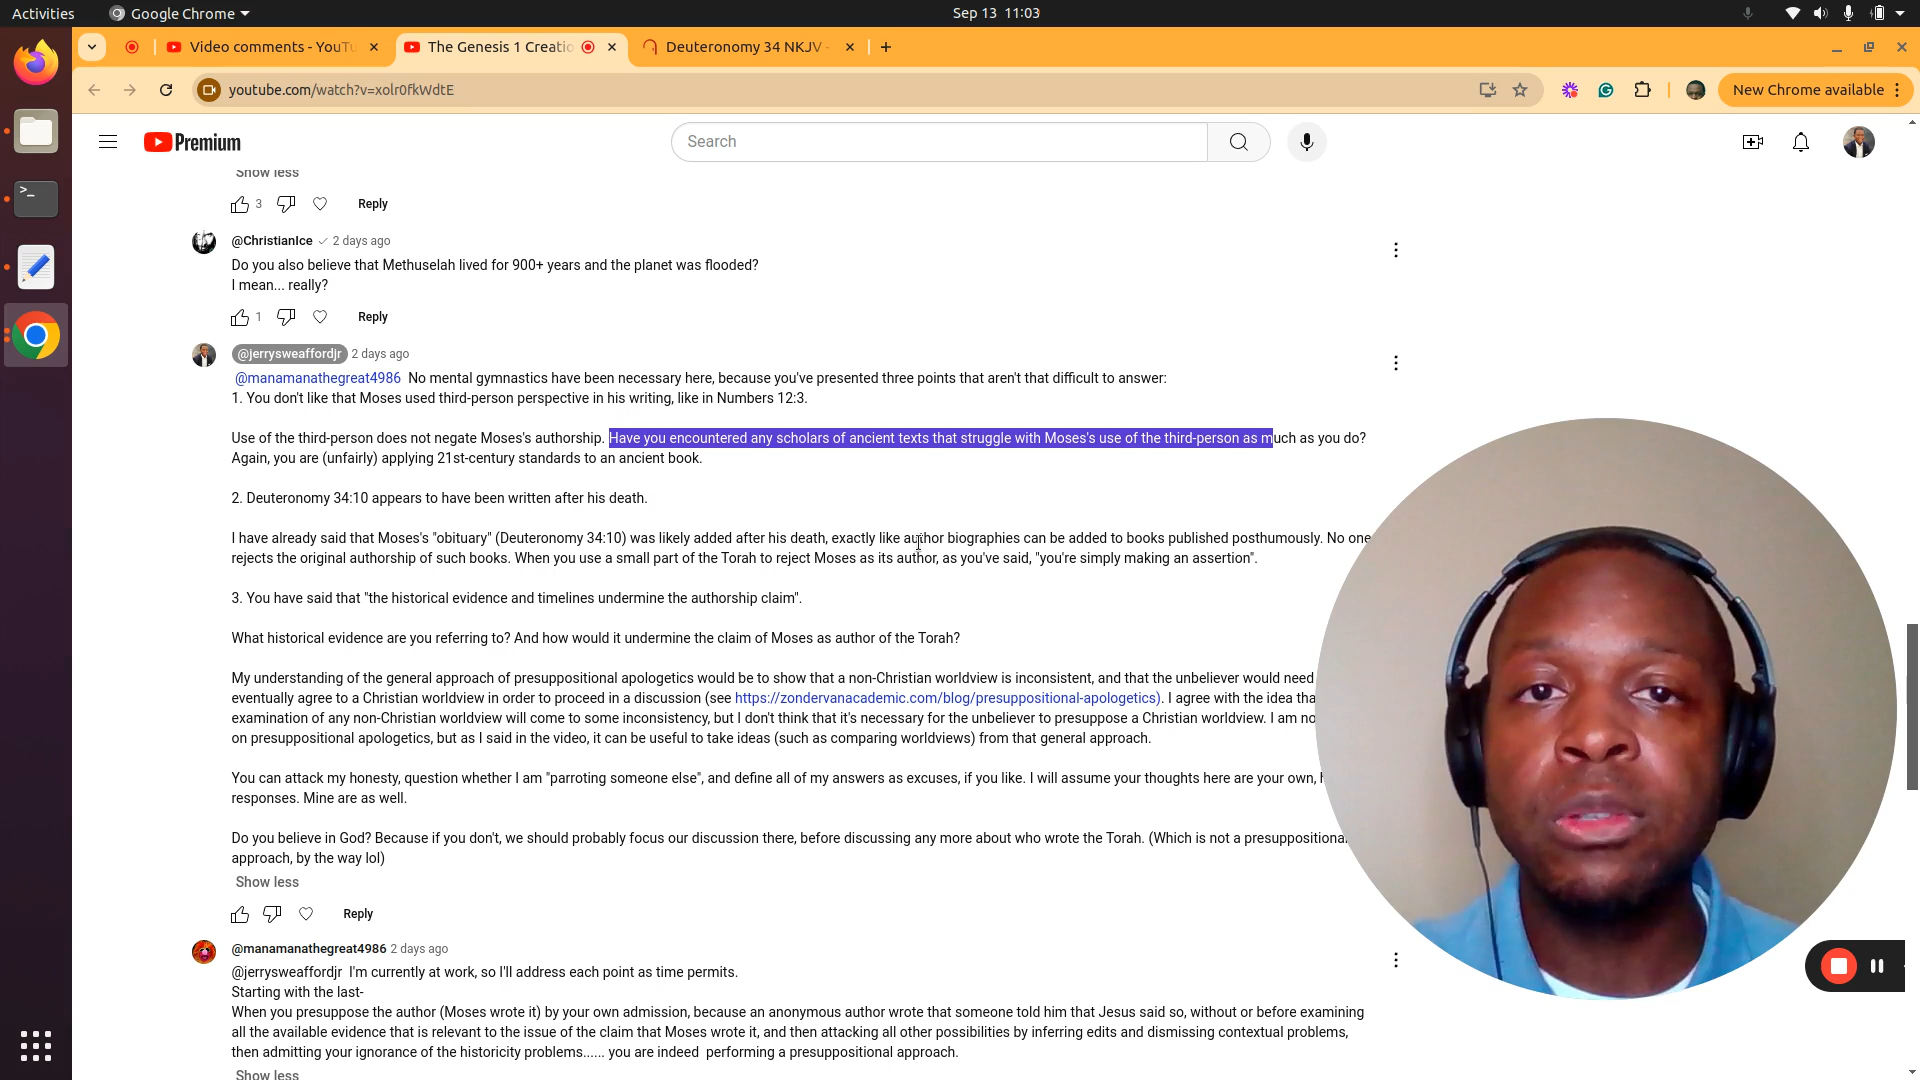 Activities
Google Chrome
Sep 13 11:03
Video comments - YouTu
The Genesis 1 Creatio
Deuteronomy 34 NKJV -
youtube.com/watch?v=xolr0fkWdtE
New Chrome available
Premium
Search
Show less
3
Reply
@ChristianIce 2 days ago
Do you also believe that Methuselah lived for 900+ years and the planet was flooded?
I mean... really?
1
Reply
@jerrysweaffordjr 2 days ago
@manamanathegreat4986 No mental gymnastics have been necessary here, because you've presented three points that aren't that difficult to answer:
1. You don't like that Moses used third-person perspective in his writing, like in Numbers 12:3.
Use of the third-person does not negate Moses's authorship. Have you encountered any scholars of ancient texts that struggle with Moses's use of the third-person as much as you do?
Again, you are (unfairly) applying 21st-century standards to an ancient book.
2. Deuteronomy 34:10 appears to have been written after his death.
I have already said that Moses's "obituary" (Deuteronomy 34:10) was likely added after his death, exactly like author biographies can be added to books published posthumously. No one
rejects the original authorship of such books. When you use a small part of the Torah to reject Moses as its author, as you've said, "you're simply making an assertion".
3. You have said that "the historical evidence and timelines undermine the authorship claim".
What historical evidence are you referring to? And how would it undermine the claim of Moses as author of the Torah?
My understanding of the general approach of presuppositional apologetics would be to show that a non-Christian worldview is inconsistent, and that the unbeliever would need
eventually agree to a Christian worldview in order to proceed in a discussion (see https://zondervanacademic.com/blog/presuppositional-apologetics). I agree with the idea tha
examination of any non-Christian worldview will come to some inconsistency, but I don't think that it's necessary for the unbeliever to presuppose a Christian worldview. I am no
on presuppositional apologetics, but as I said in the video, it can be useful to take ideas (such as comparing worldviews) from that general approach.
You can attack my honesty, question whether I am "parroting someone else", and define all of my answers as excuses, if you like. I will assume your thoughts here are your own,
responses. Mine are as well.
Do you believe in God? Because if you don't, we should probably focus our discussion there, before discussing any more about who wrote the Torah. (Which is not a presuppositional
approach, by the way lol)
Show less
Reply
@manamanathegreat4986 2 days ago
@jerrysweaffordjr I'm currently at work, so I'll address each point as time permits.
Starting with the last-
When you presuppose the author (Moses wrote it) by your own admission, because an anonymous author wrote that someone told him that Jesus said so, without or before examining
all the available evidence that is relevant to the issue of the claim that Moses wrote it, and then attacking all other possibilities by inferring edits and dismissing contextual problems,
then admitting your ignorance of the historicity problems...... you are indeed performing a presuppositional approach.
Show less